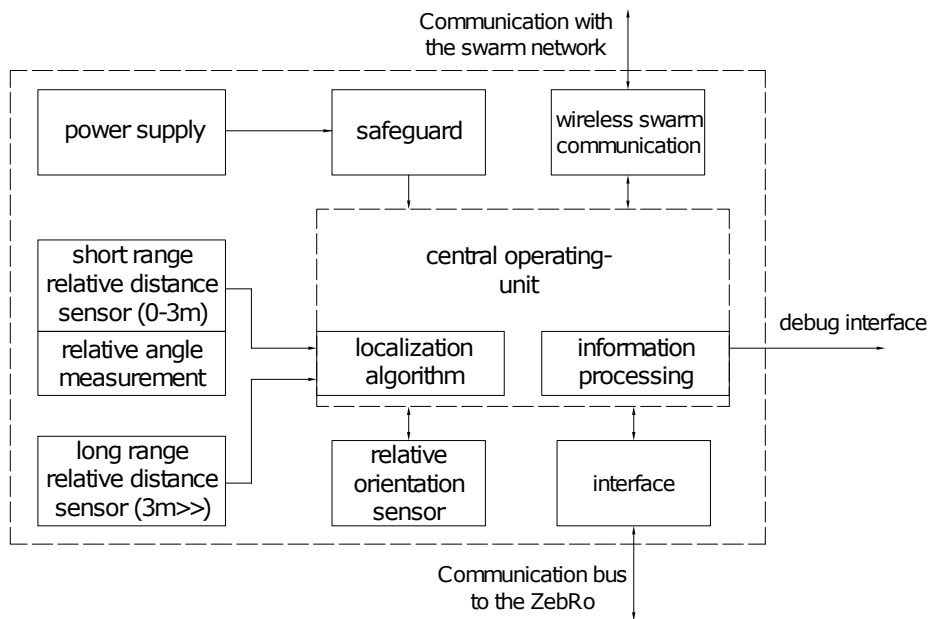 Communication with
the swarm network
power supply
safeguard
wireless swarm
communication
central operating-
unit
short range
relative distance
sensor (0-3m)
relative angle
measurement
localization
algorithm
information
processing
debug interface
long range
relative distance
sensor (3m>>)
relative
orientation
sensor
interface
Communication bus
to the ZebRo